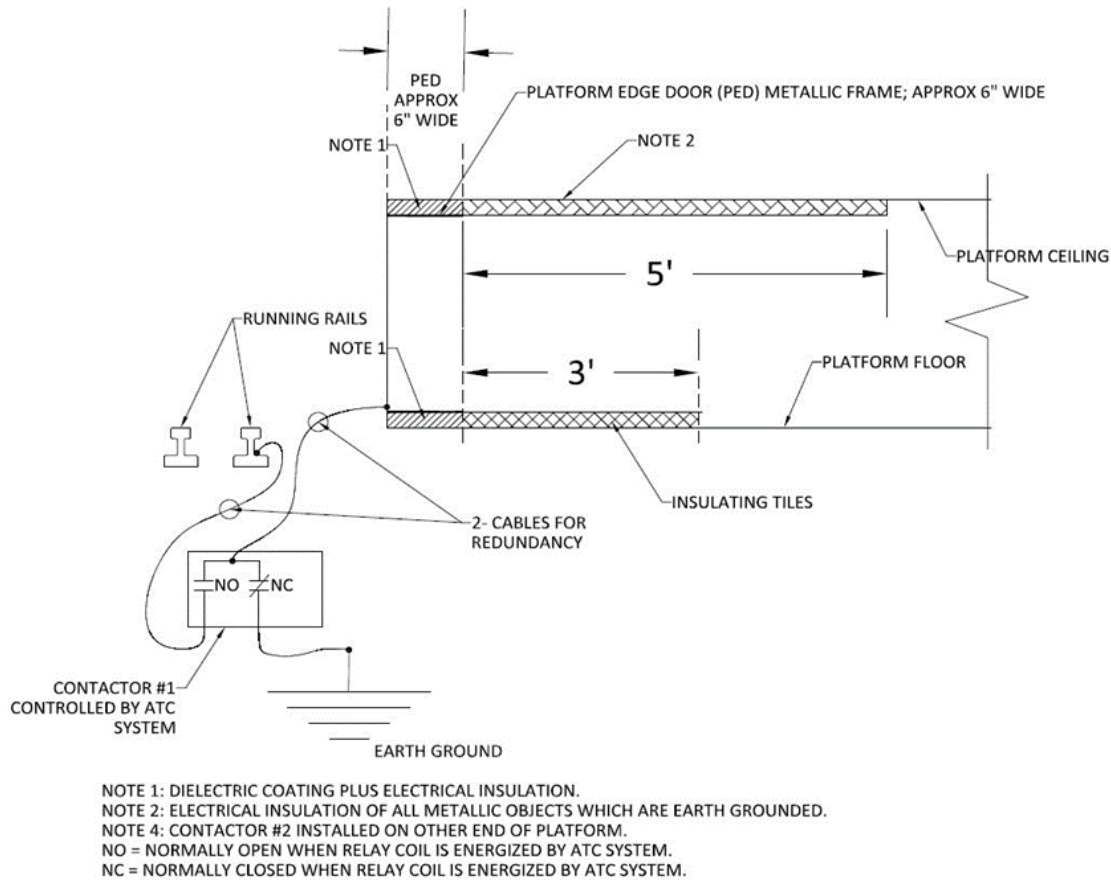 PED
APPROX
6" WIDE
PLATFORM EDGE DOOR (PED) METALLIC FRAME; APPROX 6" WIDE
NOTE 1
NOTE 2
PLATFORM CEILING
5'
RUNNING RAILS
NOTE 1
3'
PLATFORM FLOOR
INSULATING TILES
2- CABLES FOR
REDUNDANCY
NO
NC
CONTACTOR #1
CONTROLLED BY ATC
SYSTEM
EARTH GROUND
NOTE 1: DIELECTRIC COATING PLUS ELECTRICAL INSULATION.
NOTE 2: ELECTRICAL INSULATION OF ALL METALLIC OBJECTS WHICH ARE EARTH GROUNDED.
NOTE 4: CONTACTOR #2 INSTALLED ON OTHER END OF PLATFORM.
NO = NORMALLY OPEN WHEN RELAY COIL IS ENERGIZED BY ATC SYSTEM.
NC = NORMALLY CLOSED WHEN RELAY COIL IS ENERGIZED BY ATC SYSTEM.